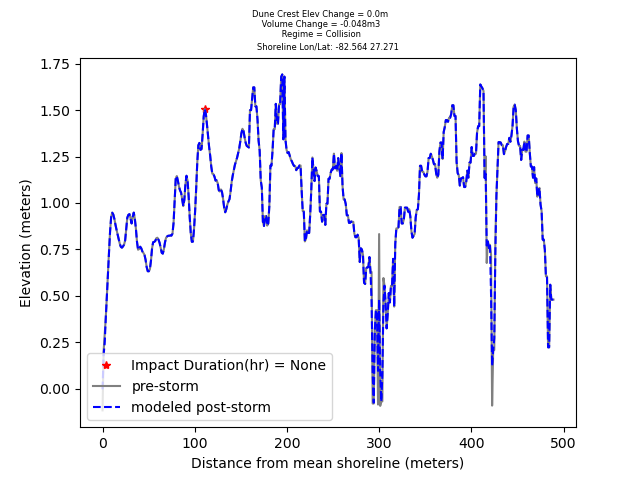 Dune Crest Elev Change = 0.0m
Volume Change = -0.048m3
Regime = Collision
Shoreline Lon/Lat: -82.564 27.271
1.75
1.50
1.25
1.00
0.75
0.50
0.25
0.00
Elevation (meters)
Impact Duration(hr) = None
pre-storm
modeled post-storm
0 100 200 300 400 500
Distance from mean shoreline (meters)